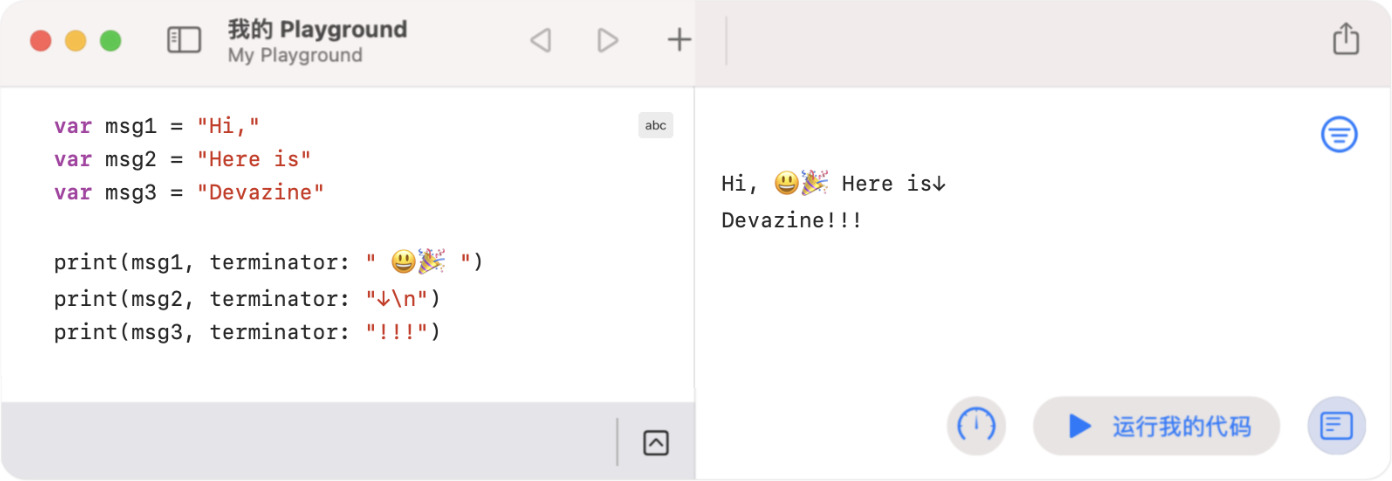 我的 Playground
My Playground
var msg1 = "Hi,"
var msg2 = "Here is"
var msg3 = "Devazine"
print(msg1, terminator: " 😃🎉 ")
print(msg2, terminator: "↓\n")
print(msg3, terminator: "!!!")
abc
Hi, 😃🎉 Here is↓
Devazine!!!
运行我的代码